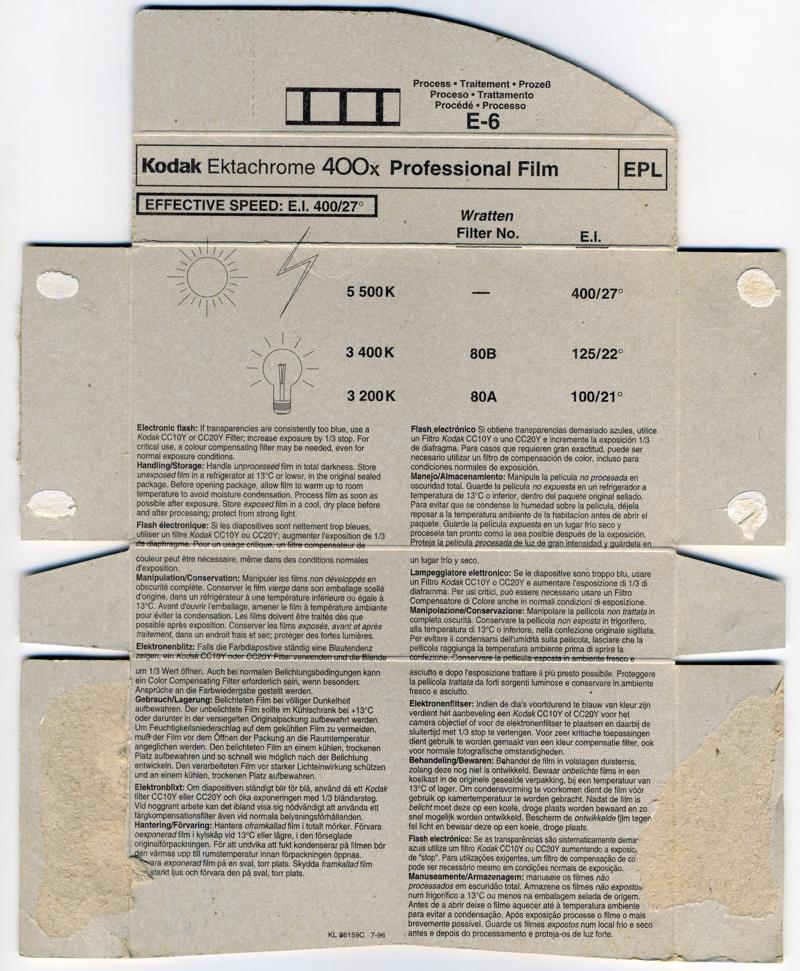 Process • Traitement • Prozeß
Proceso • Trattamento
Procédé • Processo
E-6
Kodak Ektachrome 400x Professional Film EPL
EFFECTIVE SPEED: E.I. 400/27°
Wratten
Filter No. E.I.
5 500 K — 400/27°
3 400 K 80B 125/22°
3 200 K 80A 100/21°
Electronic flash: If transparencies are consistently too blue, use a
Kodak CC10Y or CC20Y Filter; increase exposure by 1/3 stop. For
critical use, a colour compensating filter may be needed, even for
normal exposure conditions.
Handling/Storage: Handle unprocessed film in total darkness. Store
unexposed film in a refrigerator at 13°C or lower, in the original sealed
package. Before opening package, allow film to warm up to room
temperature to avoid moisture condensation. Process film as soon as
possible after exposure. Store exposed film in a cool, dry place before
and after processing; protect from strong light.
Flash électronique: Si les diapositives sont nettement trop bleues,
utiliser un filtre Kodak CC10Y ou CC20Y; augmenter l'exposition de 1/3
de diaphragme. Pour un usage critique, un filtre compensateur de
couleur peut être nécessaire, même dans des conditions normales
d'exposition.
Manipulation/Conservation: Manipuler les films non développés en
obscurité complète. Conserver le film vierge dans son emballage scellé
d'origine, dans un réfrigérateur à une température inférieure ou égale à
13°C. Avant d'ouvrir l'emballage, amener le film à température ambiante
pour éviter la condensation. Les films doivent être traités dès que
possible après exposition. Conserver les films exposés, avant et après
traitement, dans un endroit frais et sec; protéger des fortes lumières.
Elektronenblitz: Falls die Farbdiapositive ständig eine Blautendenz
zeigen, ein Kodak CC10Y oder CC20Y Filter verwenden und die Blende
um 1/3 Wert öffnen. Auch bei normalen Belichtungsbedingungen kann
ein Color Compensating Filter erforderlich sein, wenn besondere
Ansprüche an die Farbwiedergabe gestellt werden.
Gebrauch/Lagerung: Belichteten Film bei völliger Dunkelheit
aufbewahren. Der unbelichtete Film sollte im Kühlschrank bei +13°C
oder darunter in der versiegelten Originalpackung aufbewahrt werden.
Um Feuchtigkeitsniederschlag auf dem gekühlten Film zu vermeiden,
muß der Film vor dem Öffnen der Packung an die Raumtemperatur
angeglichen werden. Den belichteten Film an einem kühlen, trockenen
Platz aufbewahren und so schnell wie möglich nach der Belichtung
entwickeln. Den verarbeiteten Film vor starker Lichteinwirkung schützen
und an einem kühlen, trockenen Platz aufbewahren.
Elektronblixt: Om diapositiven ständigt blir för blå, använd då ett Kodak
filter CC10Y eller CC20Y och öka exponeringen med 1/3 bländarsteg.
Vid noggrant arbete kan det ibland visa sig nödvändigt att använda ett
färgkompensationsfilter även vid normala belysningsförhållanden.
Hantering/Förvaring: Hantera oframkallad film i totalt mörker. Förvara
oexponerad film i kylskåp vid 13°C eller lägre, i den förseglade
originalförpackningen. För att undvika att fukt kondenserar på filmen bör
den värmas upp till rumstemperatur innan förpackningen öppnas.
vara exponerad film på en sval, torr plats. Skydda framkallad film
starkt ljus och förvara den på sval, torr plats.
KL 98159C 7-96
Flash electrónico Si obtiene transparencias demasiado azules, utilice
un Filtro Kodak CC10Y o uno CC20Y e incremente la exposición 1/3
de diafragma. Para casos que requieren gran exactitud, puede ser
necesario utilizar un filtro de compensación de color, incluso para
condiciones normales de exposición.
Manejo/Almacenamiento: Manipule la película no procesada en
oscuridad total. Guarde la película no expuesta en un refrigerador a
temperatura de 13°C o inferior, dentro del paquete original sellado.
Para evitar que se condense la humedad sobre la película, déjela
reposar a la temperatura ambiente de la habitacion antes de abrir el
paquete. Guarde la película expuesta en un lugar frío y seco y
procesela tan pronto como le sea posible después de la exposición.
Proteja la película procesada de luz de gran intensidad y guárdela en
un lugar frío y seco.
Lampeggiatore elettronico: Se le diapositive sono troppo blu, usare
un Filtro Kodak CC10Y o CC20Y e aumentare l'esposizione di 1/3 di
diaframma. Per usi critici, può essere necessario usare un Filtro
Compensatore di Colore anche in normali condizioni di esposizione.
Manipolazione/Conservazione: Manipolare la pellicola non trattata in
completa oscurità. Conservare la pellicola non esposta in frigorifero,
alla temperatura di 13°C o inferiore, nella confezione originale sigillata.
Per evitare il condensarsi dell'umidità sulla pellicola, lasciare che la
pellicola raggiunga la temperatura ambiente prima di aprire la
confezione. Conservare la pellicula esposta in ambiente fresco e
asciutto e dopo l'esposizione trattare il più presto possibile. Proteggere
la pellicola trattata da forti sorgenti luminose e conservare in ambiente
fresco e asciutto.
Elektronenflitser: Indien de dia's voortdurend te blauw van kleur zijn
verdient het aanbeveling een Kodak CC10Y of CC20Y voor het
camera objectief of voor de elektronenflitser te plaatsen en daarbij de
sluitertijd met 1/3 stop te verlengen. Voor zeer kritische toepassingen
dient gebruik te worden gemaakt van een kleur compensatie filter, ook
voor normale fotografische omstandigheden.
Behandeling/Bewaren: Behandel de film in volslagen duisternis,
zolang deze nog niet is ontwikkeld. Bewaar onbelichte films in een
koelkast in de originele gesealde verpakking, bij een temperatuur van
13°C of lager. Om condensvorming te voorkomen dient de film vóór
gebruik op kamertemperatuur te worden gebracht. Nadat de film is
belicht moet deze op een koele, droge plaats worden bewaard en zo
snel mogelijk worden ontwikkeld. Bescherm de ontwikkelde film tegen
fel licht en bewaar deze op een koele, droge plaats.
Flash electrónico: Se as transparências são sistematicamente demas
azuis utilize um filtro Kodak CC10Y ou CC20Y aumentando a exposiç
de "stop". Para utilizações exigentes, um filtro de compensação de co
pode ser necessário mesmo em condições normais de exposição.
Manuseamente/Armazenagem: manuseie os filmes não
processados em escuridão total. Armazene os filmes não expostos
num frigorífico a 13°C ou menos na embalagem selada de origem.
Antes de a abrir deixe o filme aquecer até à temperatura ambiente
para evitar a condensação. Após exposição processe o filme o mais
brevemente possível. Guarde os filmes expostos num local frio e seco
antes e depois do processamento e proteja-os de luz forte.